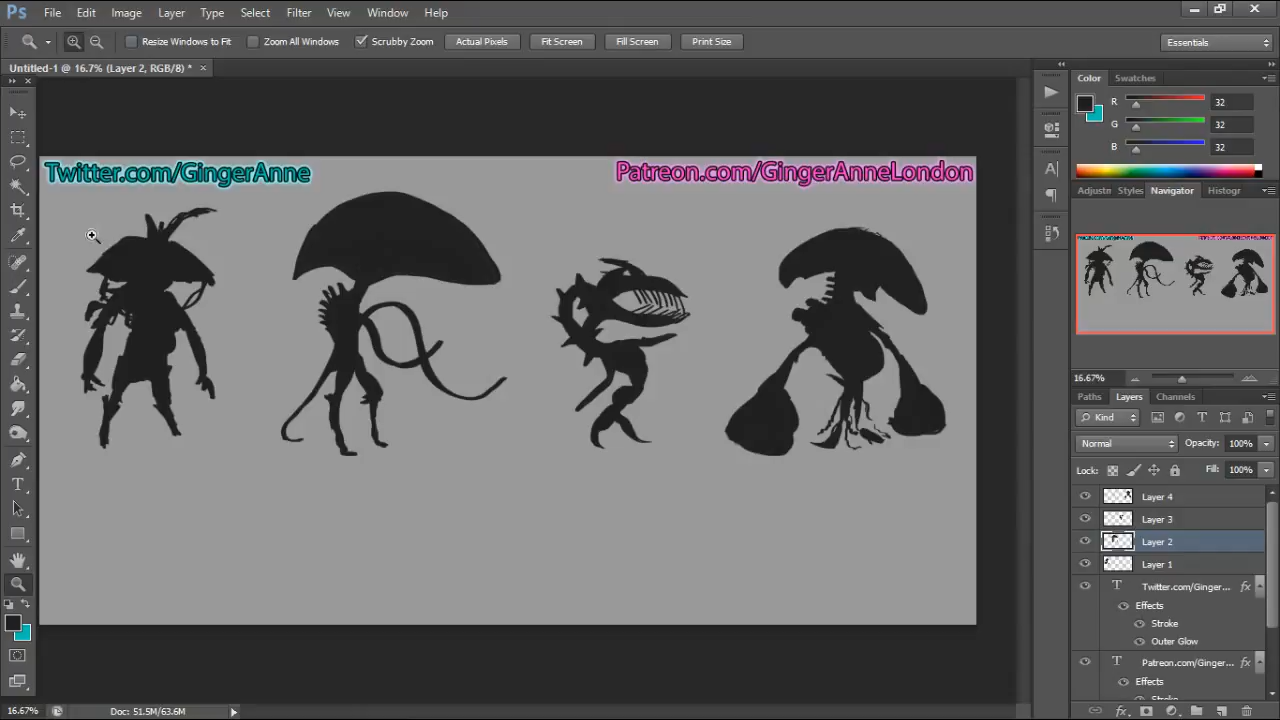 Ps File Edit Image Layer Type Select Filter View Window Help
Resize Windows to Fit Zoom All Windows Scrubby Zoom Actual Pixels Fit Screen Fill Screen Print Size Essentials
Untitled-1 @ 16.7% (Layer 2, RGB/8) * ×
Color Swatches
R 32
G 32
B 32
Twitter.com/GingerAnne
Patreon.com/GingerAnneLondon
Adjustm Styles Navigator Histogr
16.67%
Paths Layers Channels
Kind
Normal Opacity: 100%
Lock: Fill: 100%
Layer 4
Layer 3
Layer 2
Layer 1
Twitter.com/Ginger... fx
Effects
Stroke
Outer Glow
Patreon.com/Ginger... fx
Effects
Stroke
16.67% Doc: 51.5M/63.6M